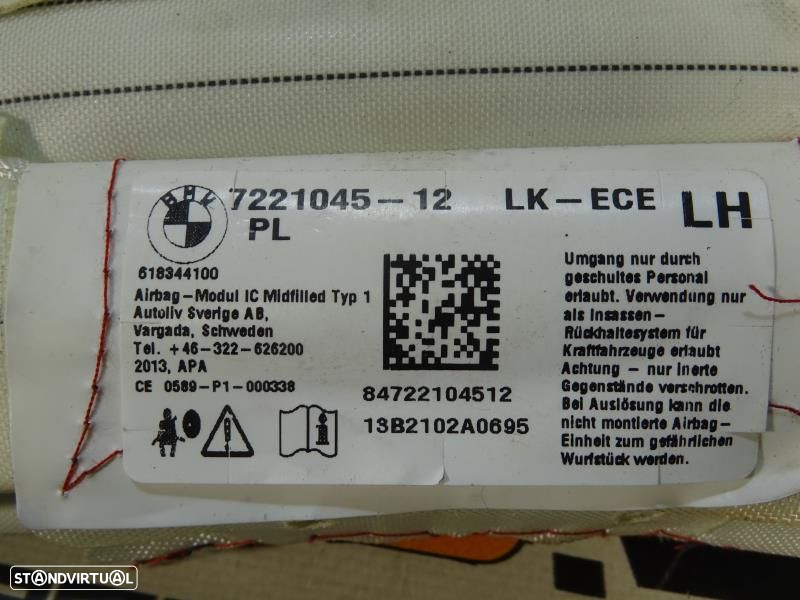 BMW
7221045-12 LK-ECE LH
PL
618344100
Airbag-Modul IC Midfilled Typ 1
Autoliv Sverige AB,
Vargada, Schweden
Tel. +46-322-626200
2013, APA
CE 0589-P1-000338
84722104512
13B2102A0695
Umgang nur durch
geschultes Personal
erlaubt. Verwendung nur
als Insassen-
Rückhaltesystem für
Kraftfahrzeuge erlaubt
Achtung - nur inerte
Gegenstände verschrotten.
Bei Auslösung kann die
nicht montierte Airbag-
Einheit zum gefährlichen
Wurfstück werden.
STANDVIRTUAL